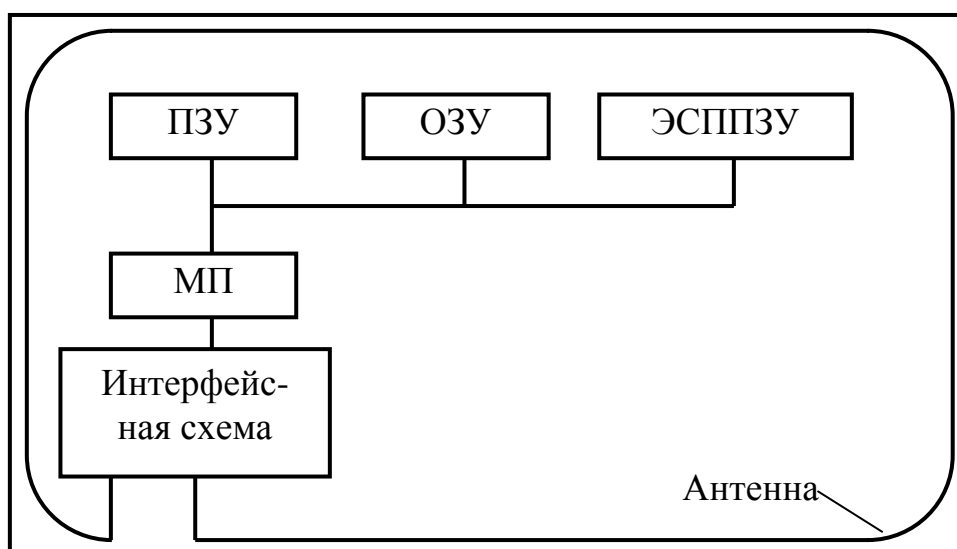 ПЗУ
ОЗУ
ЭСППЗУ
МП
Интерфейс-
ная схема
Антенна